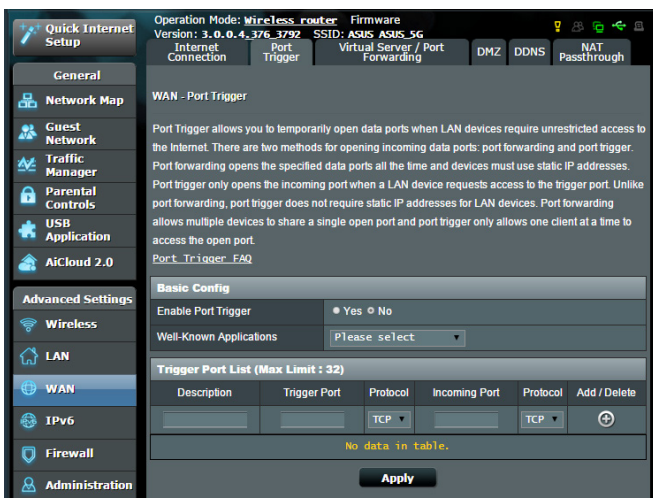 Quick Internet
Setup
General
Network Map
Guest
Network
Traffic
Manager
Parental
Controls
USB
Application
AiCloud 2.0
Advanced Settings
Wireless
LAN
WAN
IPv6
Firewall
Administration
Operation Mode: Wireless router Firmware
Version: 3.0.0.4_376_3792 SSID: ASUS ASUS_5G
Internet
Connection
Port
Trigger
Virtual Server / Port
Forwarding
DMZ
DDNS
NAT
Passthrough
WAN - Port Trigger
Port Trigger allows you to temporarily open data ports when LAN devices require unrestricted access to
the Internet. There are two methods for opening incoming data ports: port forwarding and port trigger.
Port forwarding opens the specified data ports all the time and devices must use static IP addresses.
Port trigger only opens the incoming port when a LAN device requests access to the trigger port. Unlike
port forwarding, port trigger does not require static IP addresses for LAN devices. Port forwarding
allows multiple devices to share a single open port and port trigger only allows one client at a time to
access the open port.
Port Trigger FAQ
Basic Config
Enable Port Trigger
Yes No
Well-Known Applications
Please select
Trigger Port List (Max Limit : 32)
Description Trigger Port Protocol Incoming Port Protocol Add / Delete
TCP TCP
No data in table.
Apply